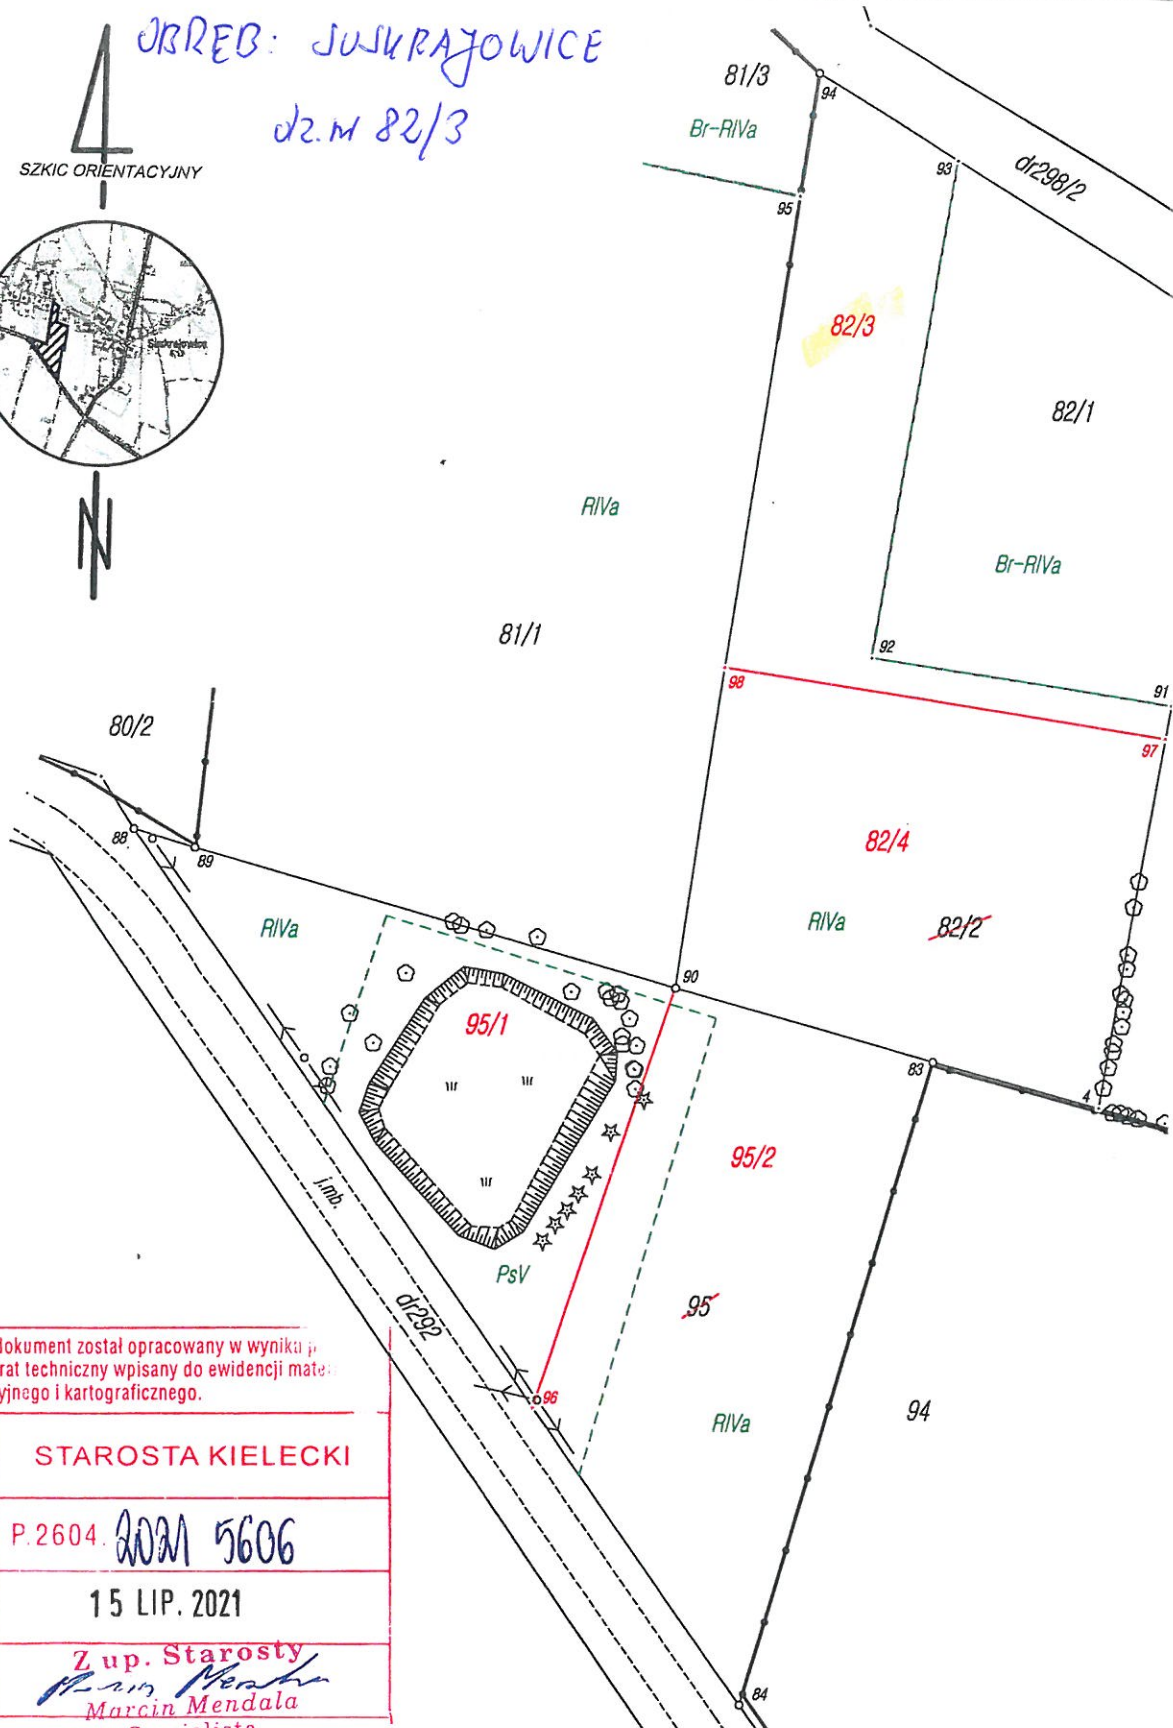 OBRĘB: SUSKRAJOWICE
dz. nr 82/3
SZKIC ORIENTACYJNY
N
81/3
94
Br-RIVa
93
dr298/2
95
82/3
82/1
RIVa
Br-RIVa
81/1
92
98
91
97
80/2
88
89
82/4
RIVa
RIVa
82/2
90
95/1
83
4
95/2
j.mb.
PsV
95
dr292
96
RIVa
94
84
dokument został opracowany w wyniku
rat techniczny wpisany do ewidencji mate
yjnego i kartograficznego.
STAROSTA KIELECKI
P.2604. 2021 5606
15 LIP. 2021
Z up. Starosty
Marcin Mendala